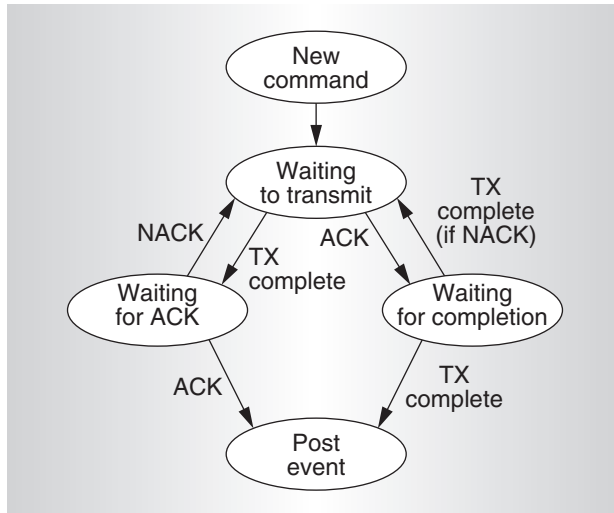 New
command
Waiting
to transmit
TX
complete
(if NACK)
NACK
TX
complete
ACK
Waiting
for ACK
Waiting
for completion
ACK
TX
complete
Post
event